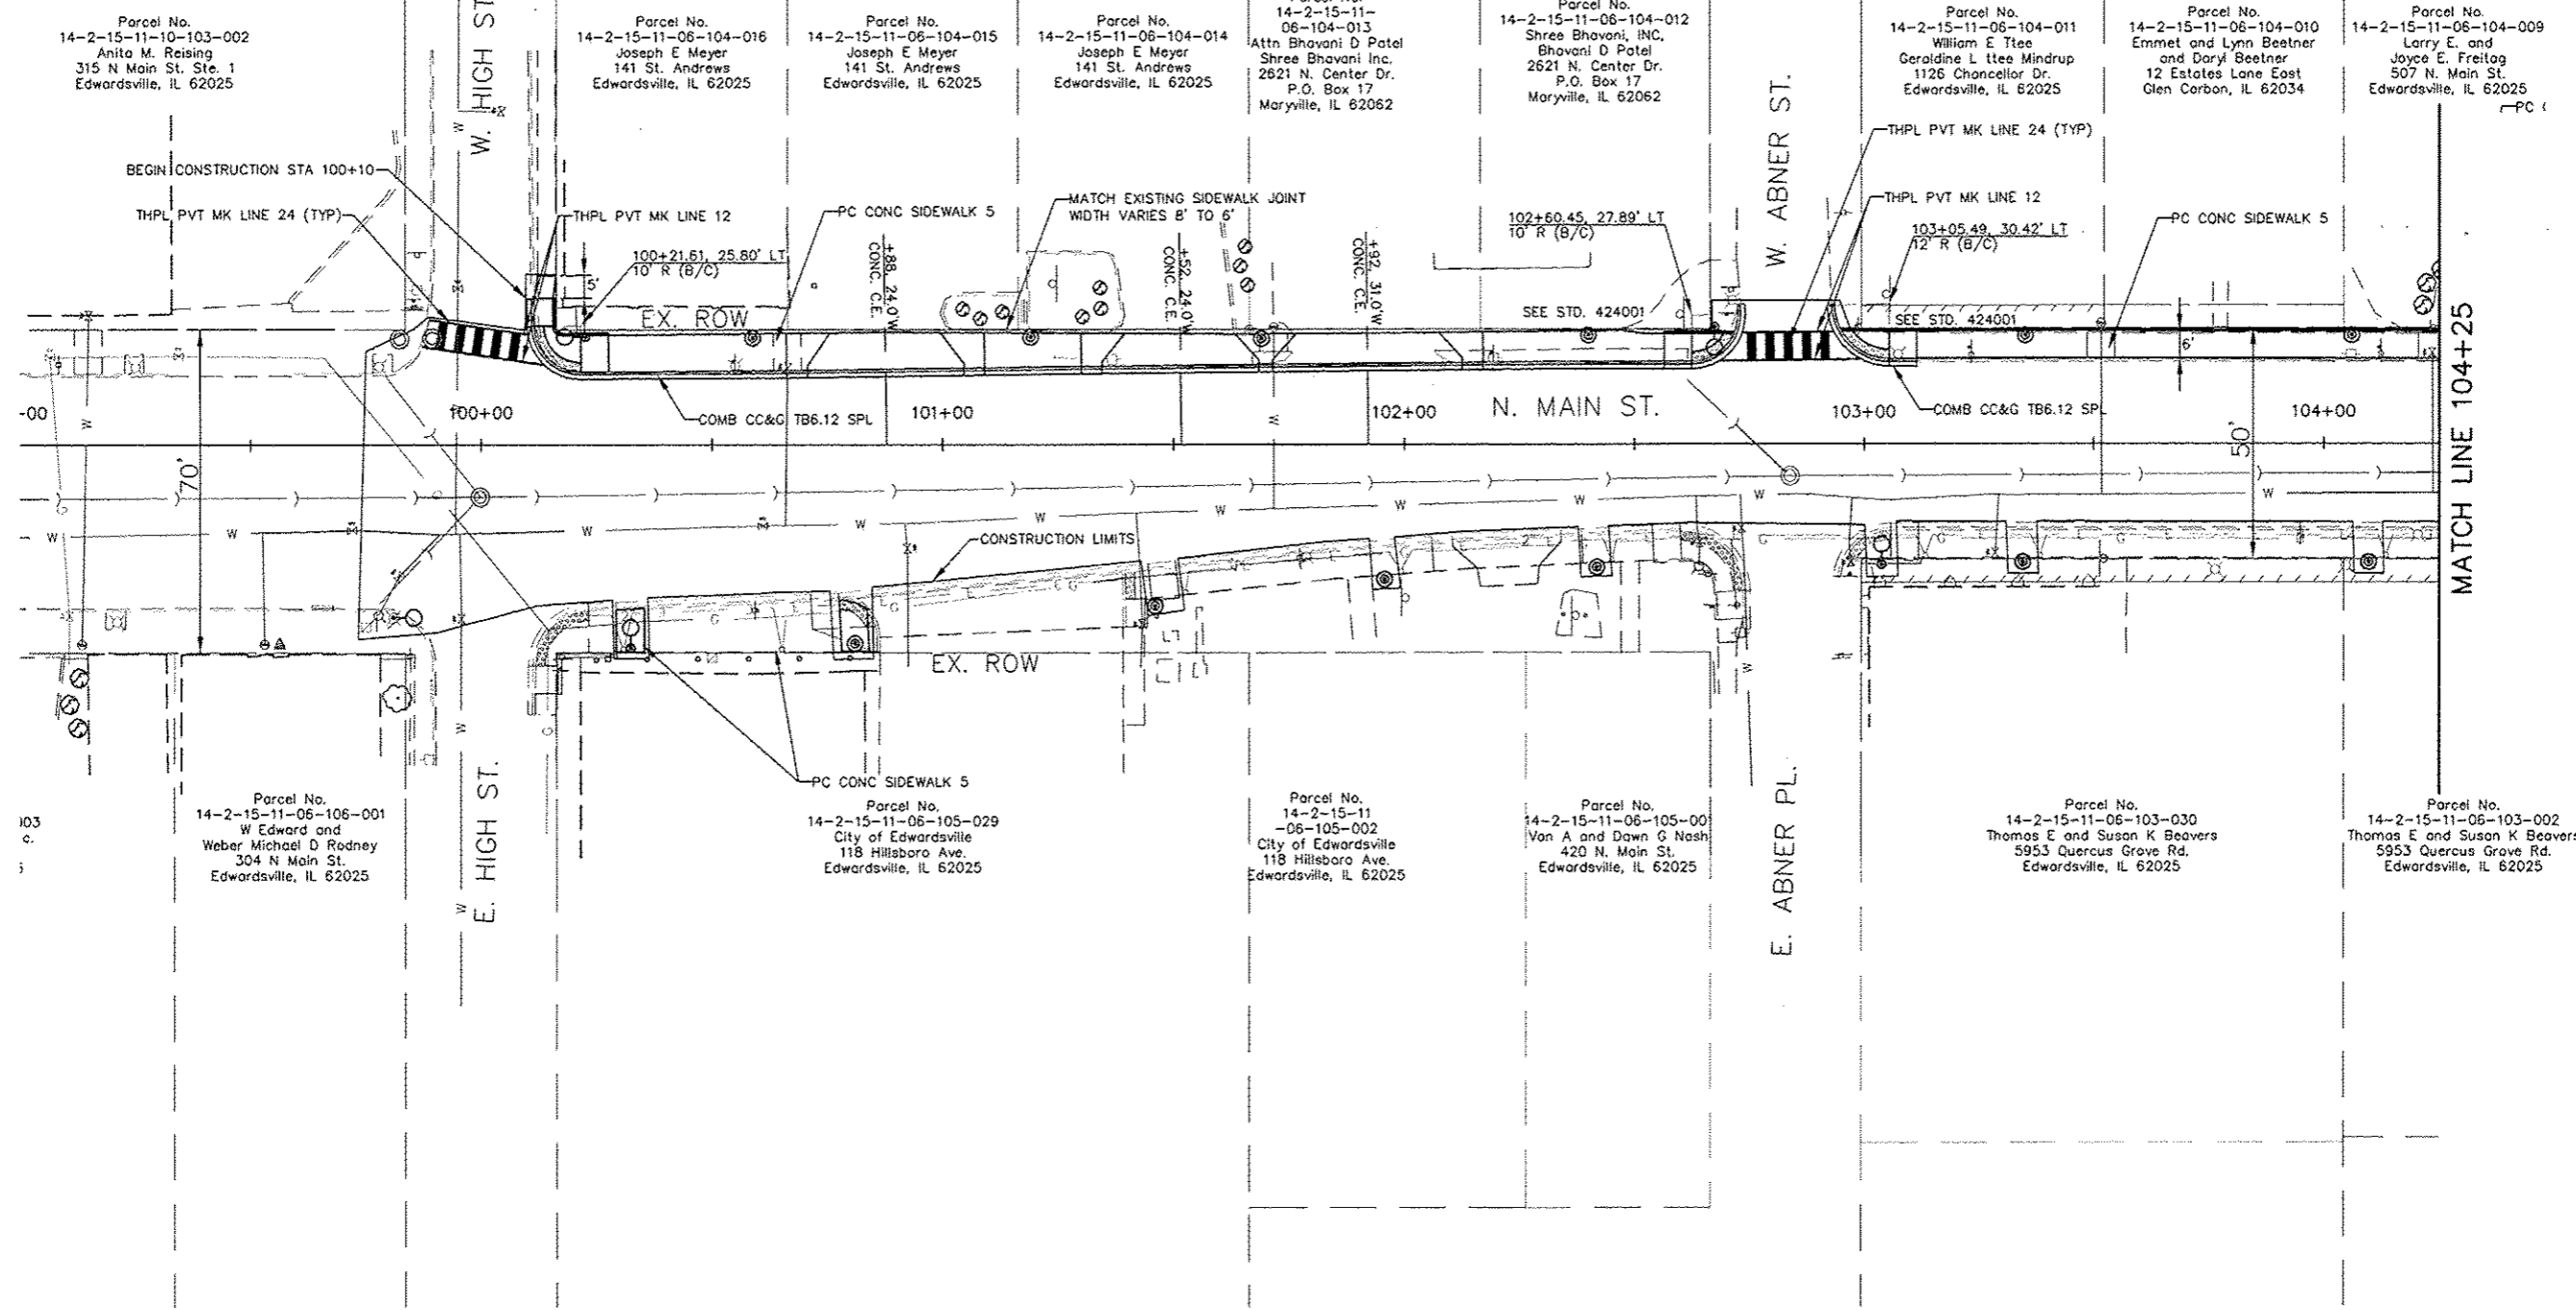 Parcel No.
14-2-15-11-10-103-002
Anita M. Reising
315 N Main St. Ste. 1
Edwardsville, IL 62025
W. HIGH ST
Parcel No.
14-2-15-11-06-104-016
Joseph E Meyer
141 St. Andrews
Edwardsville, IL 62025
Parcel No.
14-2-15-11-06-104-015
Joseph E Meyer
141 St. Andrews
Edwardsville, IL 62025
Parcel No.
14-2-15-11-06-104-014
Joseph E Meyer
141 St. Andrews
Edwardsville, IL 62025
14-2-15-11-
06-104-013
Attn Bhavani D Patel
Shree Bhavani Inc.
2621 N. Center Dr.
P.O. Box 17
Maryville, IL 62062
Parcel No.
14-2-15-11-06-104-012
Shree Bhavani, INC.
Bhavani D Patel
2621 N. Center Dr.
P.O. Box 17
Maryville, IL 62062
W. ABNER ST.
Parcel No.
14-2-15-11-06-104-011
William E Ttee
Geraldine L ttee Mindrup
1126 Chancellor Dr.
Edwardsville, IL 62025
Parcel No.
14-2-15-11-06-104-010
Emmet and Lynn Beetner
and Daryl Beetner
12 Estates Lane East
Glen Carbon, IL 62034
Parcel No.
14-2-15-11-06-104-009
Larry E. and
Joyce E. Freitag
507 N. Main St.
Edwardsville, IL 62025
PC
BEGIN CONSTRUCTION STA 100+10
THPL PVT MK LINE 24 (TYP)
THPL PVT MK LINE 12
5'
100+21.61, 25.80' LT
10' R (B/C)
PC CONC SIDEWALK 5
+88, 24.0'W
CONC. C.E.
MATCH EXISTING SIDEWALK JOINT
WIDTH VARIES 8' TO 6'
+52, 24.0'W
CONC. C.E.
+92, 31.0'W
CONC. C.E.
102+60.45, 27.89' LT
10' R (B/C)
SEE STD. 424001
THPL PVT MK LINE 24 (TYP)
THPL PVT MK LINE 12
103+05.49, 30.42' LT
12' R (B/C)
PC CONC SIDEWALK 5
SEE STD. 424001
6'
EX. ROW
MATCH LINE 104+25
-00
100+00
101+00
102+00
N. MAIN ST.
103+00
104+00
COMB CC&G TB6.12 SPL
COMB CC&G TB6.12 SPL
70'
50'
CONSTRUCTION LIMITS
EX. ROW
PC CONC SIDEWALK 5
E. HIGH ST.
E. ABNER PL.
103
c.
Parcel No.
14-2-15-11-06-106-001
W Edward and
Weber Michael D Rodney
304 N Main St.
Edwardsville, IL 62025
Parcel No.
14-2-15-11-06-105-029
City of Edwardsville
118 Hillsboro Ave.
Edwardsville, IL 62025
Parcel No.
14-2-15-11
-06-105-002
City of Edwardsville
118 Hillsboro Ave.
Edwardsville, IL 62025
Parcel No.
14-2-15-11-06-105-00
Van A and Dawn G Nash
420 N. Main St.
Edwardsville, IL 62025
Parcel No.
14-2-15-11-06-103-030
Thomas E and Susan K Beavers
5953 Quercus Grove Rd.
Edwardsville, IL 62025
Parcel No.
14-2-15-11-06-103-002
Thomas E and Susan K Beavers
5953 Quercus Grove Rd.
Edwardsville, IL 62025